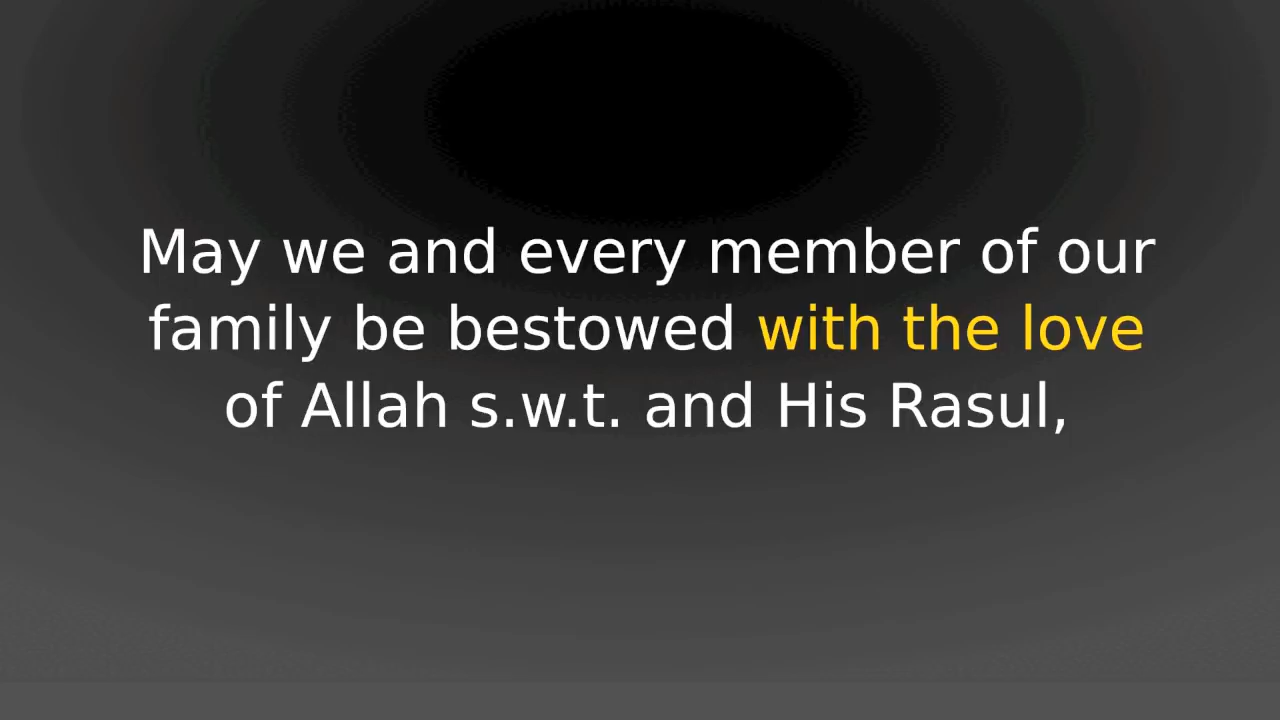 May we and every member of our
family be bestowed with the love
of Allah s.w.t. and His Rasul,